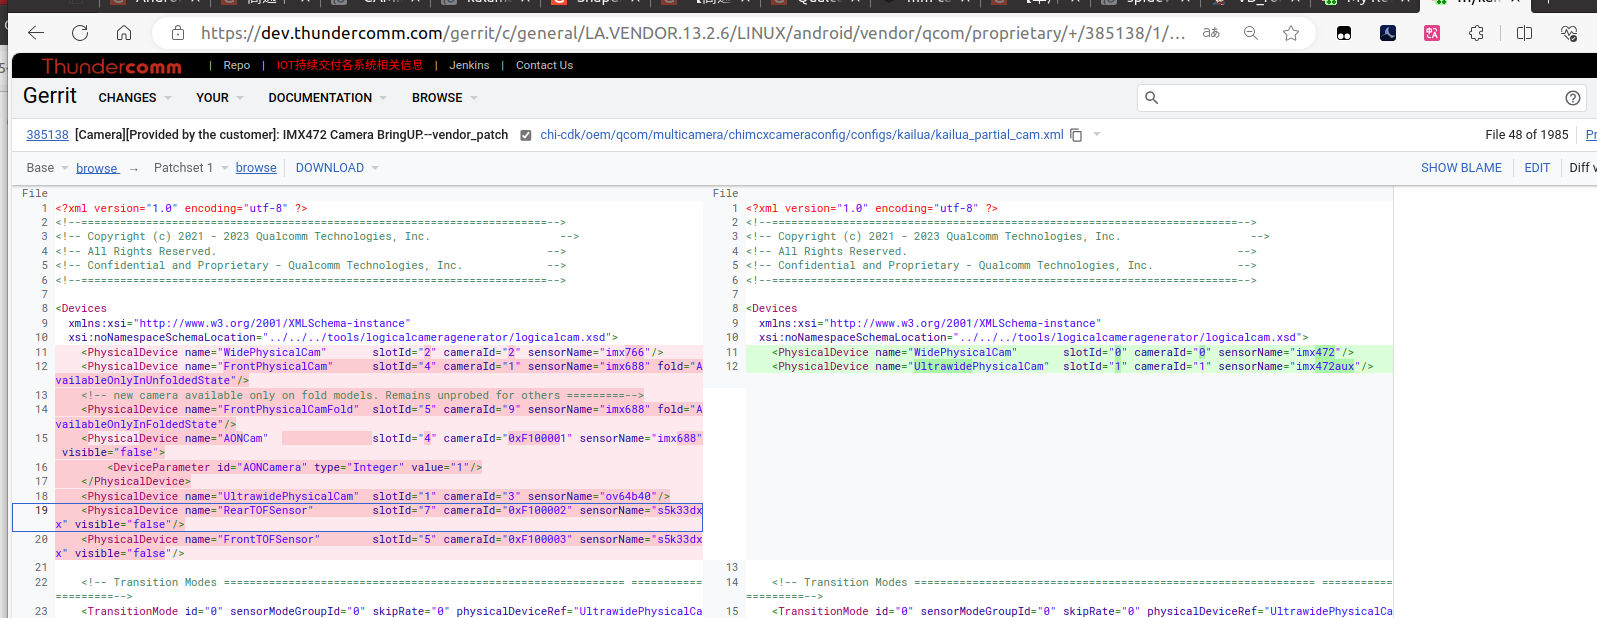 https://dev.thundercomm.com/gerrit/c/general/LA.VENDOR.13.2.6/LINUX/android/vendor/qcom/proprietary/+/385138/1/...
Thundercomm | Repo | IOT持续交付各系统相关信息 | Jenkins | Contact Us
Gerrit CHANGES YOUR DOCUMENTATION BROWSE
385138 [Camera][Provided by the customer]: IMX472 Camera BringUP.--vendor_patch chi-cdk/oem/qcom/multicamera/chimcxcameraconfig/configs/kailua/kailua_partial_cam.xml File 48 of 1985 Pr
Base browse → Patchset 1 browse DOWNLOAD SHOW BLAME EDIT Diff v
File
1 <?xml version="1.0" encoding="utf-8" ?>
2 <!--=========================================================================-->
3 <!-- Copyright (c) 2021 - 2023 Qualcomm Technologies, Inc. -->
4 <!-- All Rights Reserved. -->
5 <!-- Confidential and Proprietary - Qualcomm Technologies, Inc. -->
6 <!--=========================================================================-->
7
8 <Devices
9 xmlns:xsi="http://www.w3.org/2001/XMLSchema-instance"
10 xsi:noNamespaceSchemaLocation="../../../tools/logicalcameragenerator/logicalcam.xsd">
11 <PhysicalDevice name="WidePhysicalCam" slotId="2" cameraId="2" sensorName="imx766"/>
12 <PhysicalDevice name="FrontPhysicalCam" slotId="4" cameraId="1" sensorName="imx688" fold="A
vailableOnlyInUnfoldedState"/>
13 <!-- new camera available only on fold models. Remains unprobed for others =========-->
14 <PhysicalDevice name="FrontPhysicalCamFold" slotId="5" cameraId="9" sensorName="imx688" fold="A
vailableOnlyInFoldedState"/>
15 <PhysicalDevice name="AONCam" slotId="4" cameraId="0xF100001" sensorName="imx688"
visible="false">
16 <DeviceParameter id="AONCamera" type="Integer" value="1"/>
17 </PhysicalDevice>
18 <PhysicalDevice name="UltrawidePhysicalCam" slotId="1" cameraId="3" sensorName="ov64b40"/>
19 <PhysicalDevice name="RearTOFSensor" slotId="7" cameraId="0xF100002" sensorName="s5k33dx
x" visible="false"/>
20 <PhysicalDevice name="FrontTOFSensor" slotId="5" cameraId="0xF100003" sensorName="s5k33dx
x" visible="false"/>
21
22 <!-- Transition Modes ============================================================== ===========
=========-->
23 <TransitionMode id="0" sensorModeGroupId="0" skipRate="0" physicalDeviceRef="UltrawidePhysicalCa
File
1 <?xml version="1.0" encoding="utf-8" ?>
2 <!--=========================================================================-->
3 <!-- Copyright (c) 2021 - 2023 Qualcomm Technologies, Inc. -->
4 <!-- All Rights Reserved. -->
5 <!-- Confidential and Proprietary - Qualcomm Technologies, Inc. -->
6 <!--=========================================================================-->
7
8 <Devices
9 xmlns:xsi="http://www.w3.org/2001/XMLSchema-instance"
10 xsi:noNamespaceSchemaLocation="../../../tools/logicalcameragenerator/logicalcam.xsd">
11 <PhysicalDevice name="WidePhysicalCam" slotId="0" cameraId="0" sensorName="imx472"/>
12 <PhysicalDevice name="UltrawidePhysicalCam" slotId="1" cameraId="1" sensorName="imx472aux"/>
13
14 <!-- Transition Modes ============================================================== ===========
=========-->
15 <TransitionMode id="0" sensorModeGroupId="0" skipRate="0" physicalDeviceRef="UltrawidePhysicalCa